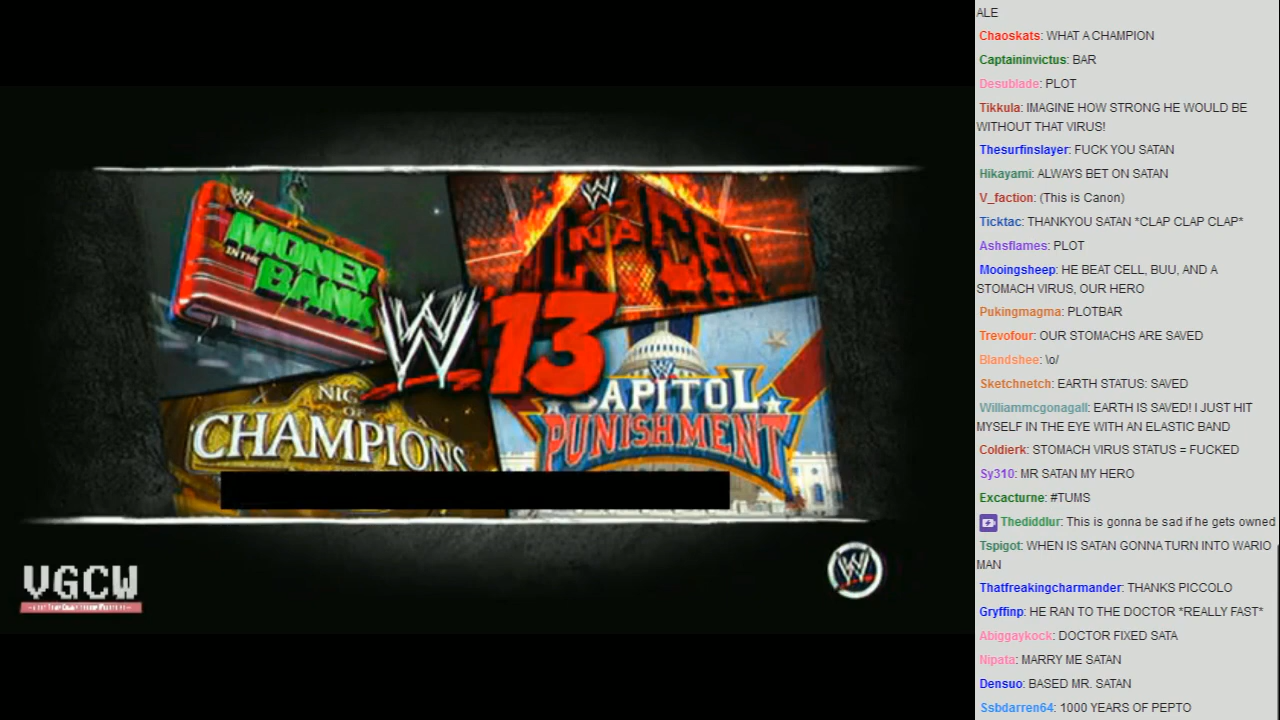 W
MONEY
IN THE
BANK
W
IN A CELL
W 13
NIGHT
OF
CHAMPIONS
W
CAPITOL
PUNISHMENT
VGCW
W
ALE
Chaoskats: WHAT A CHAMPION
Captaininvictus: BAR
Desublade: PLOT
Tikkula: IMAGINE HOW STRONG HE WOULD BE
WITHOUT THAT VIRUS!
Thesurfinslayer: FUCK YOU SATAN
Hikayami: ALWAYS BET ON SATAN
V_faction: (This is Canon)
Ticktac: THANKYOU SATAN *CLAP CLAP CLAP*
Ashsflames: PLOT
Mooingsheep: HE BEAT CELL, BUU, AND A
STOMACH VIRUS, OUR HERO
Pukingmagma: PLOTBAR
Trevofour: OUR STOMACHS ARE SAVED
Blandshee: \o/
Sketchnetch: EARTH STATUS: SAVED
Williammcgonagall: EARTH IS SAVED! I JUST HIT
MYSELF IN THE EYE WITH AN ELASTIC BAND
Coldierk: STOMACH VIRUS STATUS = FUCKED
Sy310: MR SATAN MY HERO
Excacturne: #TUMS
Thediddlur: This is gonna be sad if he gets owned
Tspigot: WHEN IS SATAN GONNA TURN INTO WARIO
MAN
Thatfreakingcharmander: THANKS PICCOLO
Gryffinp: HE RAN TO THE DOCTOR *REALLY FAST*
Abiggaykock: DOCTOR FIXED SATA
Nipata: MARRY ME SATAN
Densuo: BASED MR. SATAN
Ssbdarren64: 1000 YEARS OF PEPTO